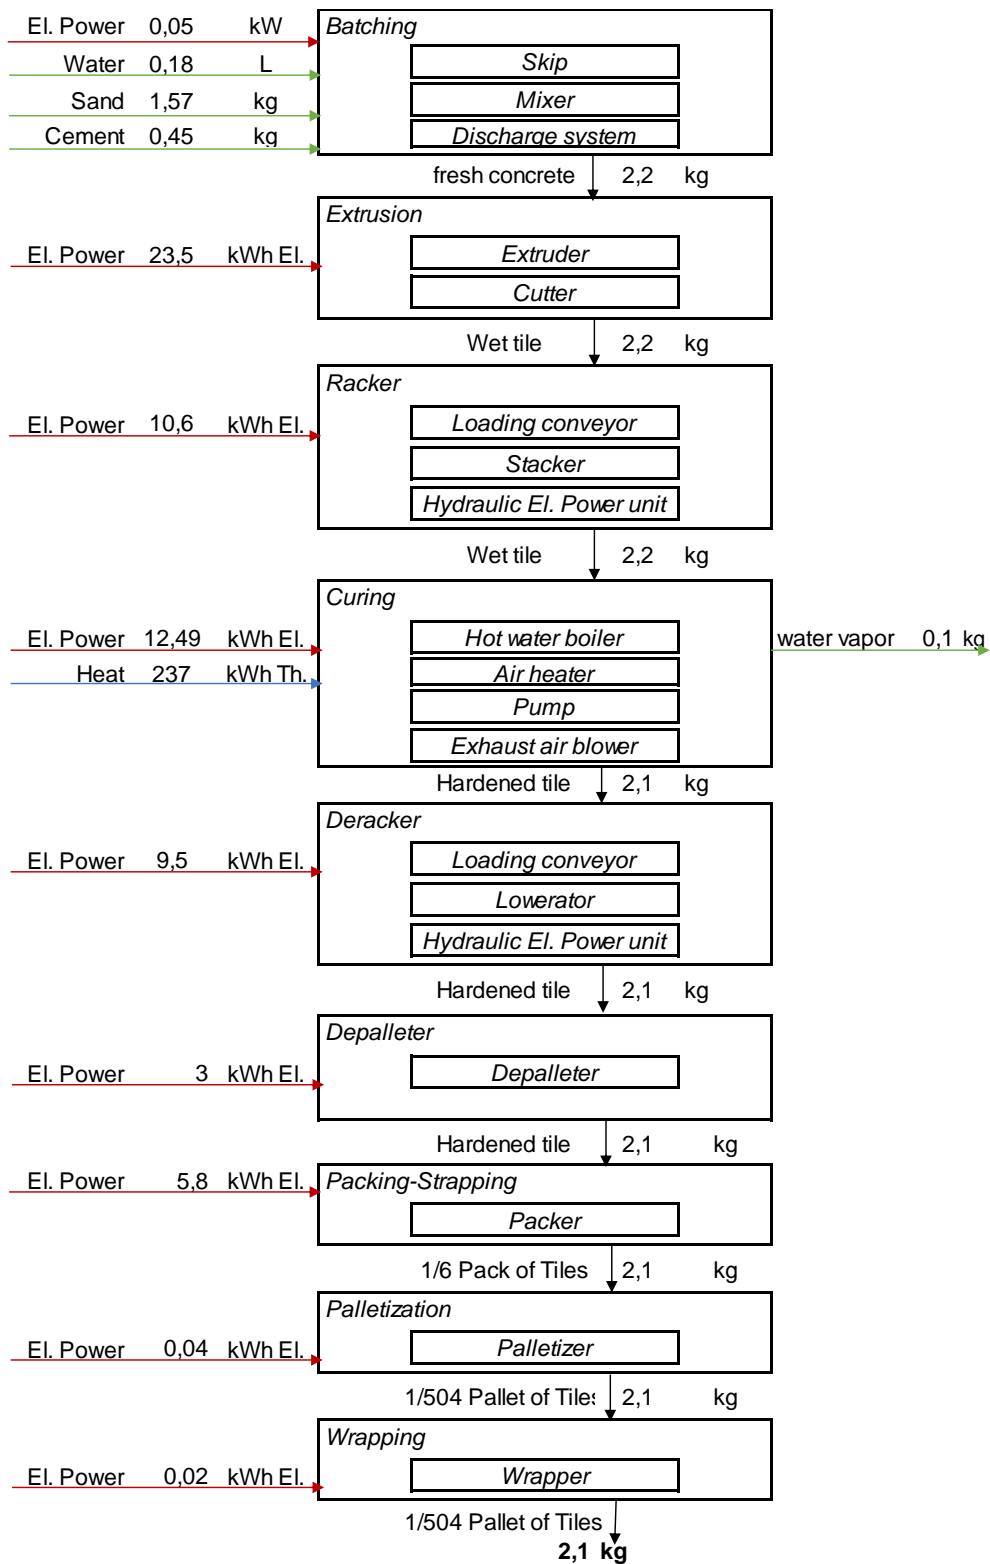 El. Power 0,05 kW
Batching
Water 0,18 L
Skip
Sand 1,57 kg
Mixer
Cement 0,45 kg
Discharge system
fresh concrete 2,2 kg
Extrusion
El. Power 23,5 kWh El.
Extruder
Cutter
Wet tile 2,2 kg
Racker
El. Power 10,6 kWh El.
Loading conveyor
Stacker
Hydraulic El. Power unit
Wet tile 2,2 kg
Curing
El. Power 12,49 kWh El.
Hot water boiler
water vapor 0,1 kg
Heat 237 kWh Th.
Air heater
Pump
Exhaust air blower
Hardened tile 2,1 kg
Deracker
El. Power 9,5 kWh El.
Loading conveyor
Lowerator
Hydraulic El. Power unit
Hardened tile 2,1 kg
Depalleter
El. Power 3 kWh El.
Depalleter
Hardened tile 2,1 kg
El. Power 5,8 kWh El.
Packing-Strapping
Packer
1/6 Pack of Tiles 2,1 kg
Palletization
El. Power 0,04 kWh El.
Palletizer
1/504 Pallet of Tiles 2,1 kg
Wrapping
El. Power 0,02 kWh El.
Wrapper
1/504 Pallet of Tiles
2,1 kg